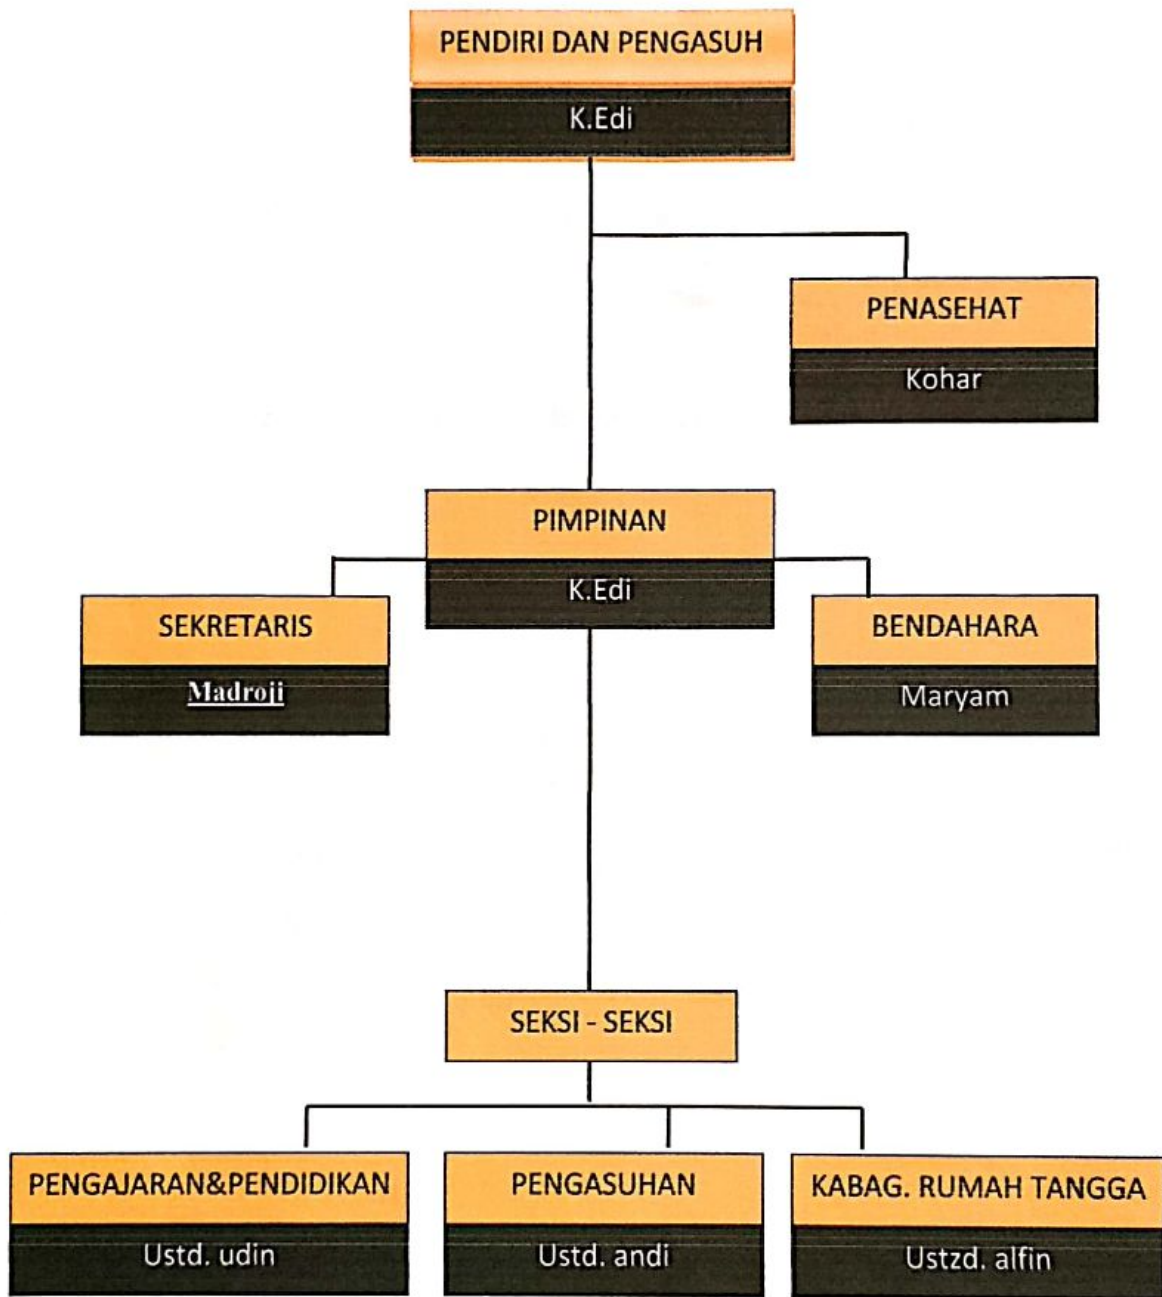 PENDIRI DAN PENGASUH
K.Edi
PENASEHAT
Kohar
PIMPINAN
K.Edi
SEKRETARIS
Madroji
BENDAHARA
Maryam
SEKSI - SEKSI
PENGAJARAN&PENDIDIKAN
Ustd. udin
PENGASUHAN
Ustd. andi
KABAG. RUMAH TANGGA
Ustzd. alfin